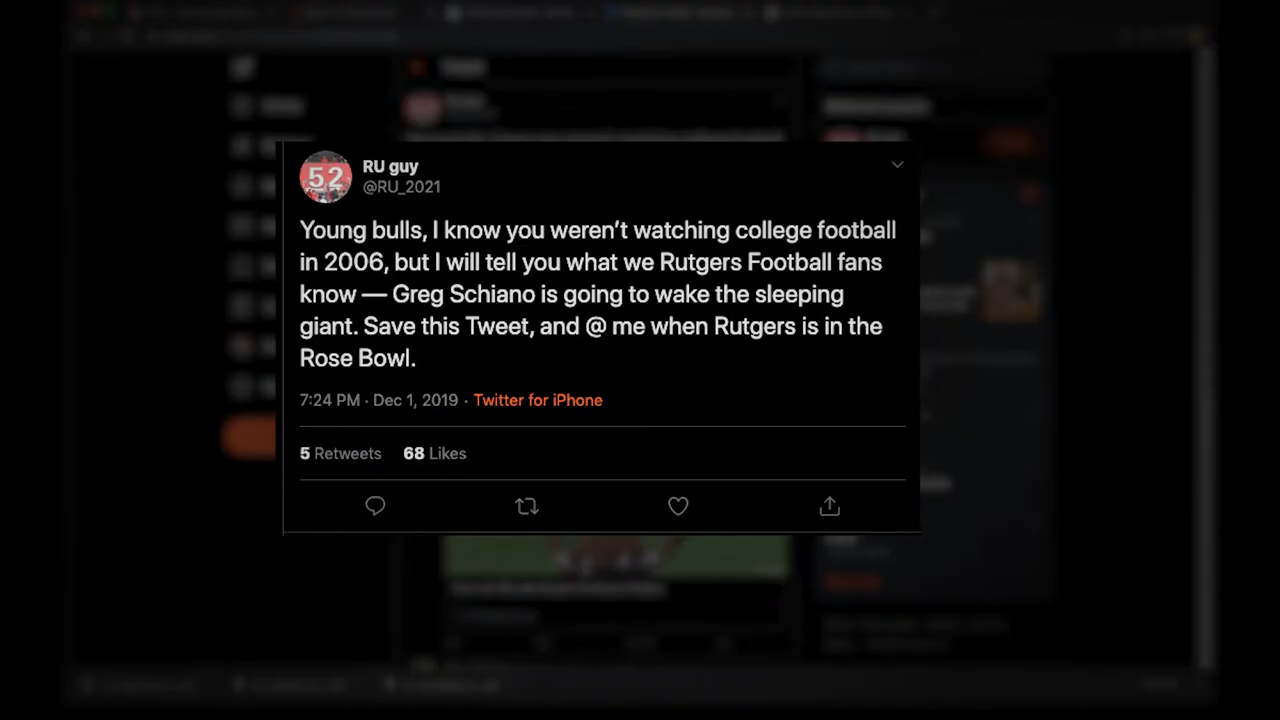 52
RU guy
@RU_2021
Young bulls, I know you weren't watching college football
in 2006, but I will tell you what we Rutgers Football fans
know — Greg Schiano is going to wake the sleeping
giant. Save this Tweet, and @ me when Rutgers is in the
Rose Bowl.
7:24 PM · Dec 1, 2019 · Twitter for iPhone
5 Retweets 68 Likes